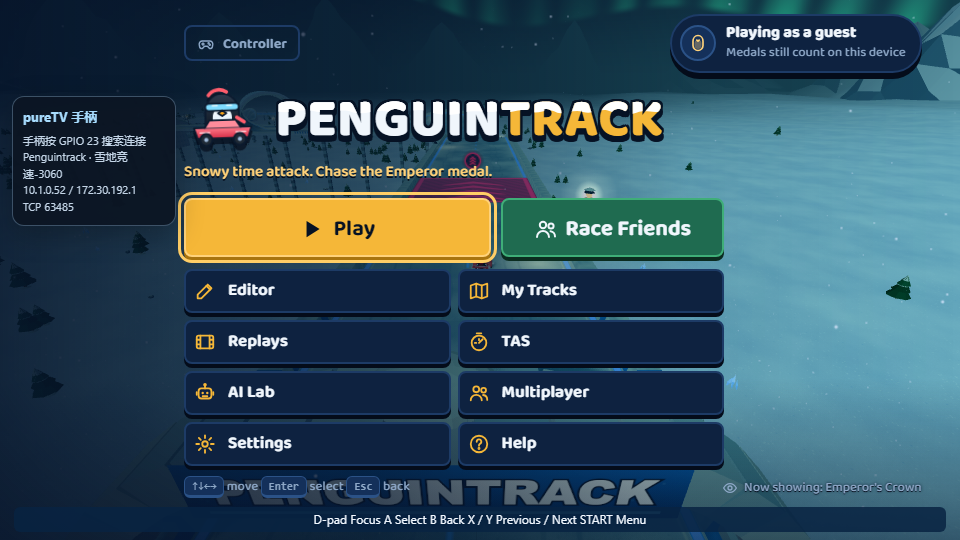 Controller
Playing as a guest
Medals still count on this device
pureTV 手柄
手柄按 GPIO 23 搜索连接
Penguintrack · 雪地竞
速-3060
10.1.0.52 / 172.30.192.1
TCP 63485
PENGUINTRACK
Snowy time attack. Chase the Emperor medal.
Play
Race Friends
Editor
My Tracks
Replays
TAS
AI Lab
Multiplayer
Settings
Help
↑↓←→ move Enter select Esc back
Now showing: Emperor's Crown
PENGUINTRACK
D-pad Focus A Select B Back X / Y Previous / Next START Menu